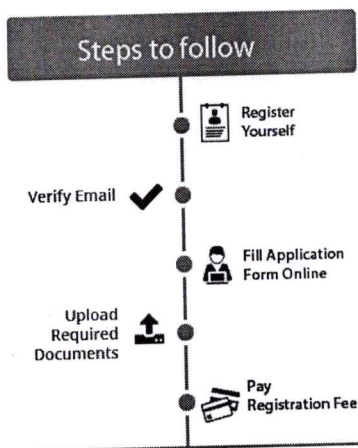 Steps to follow
Register
Yourself
Verify Email
Fill Application
Form Online
Upload
Required
Documents
Pay
Registration Fee